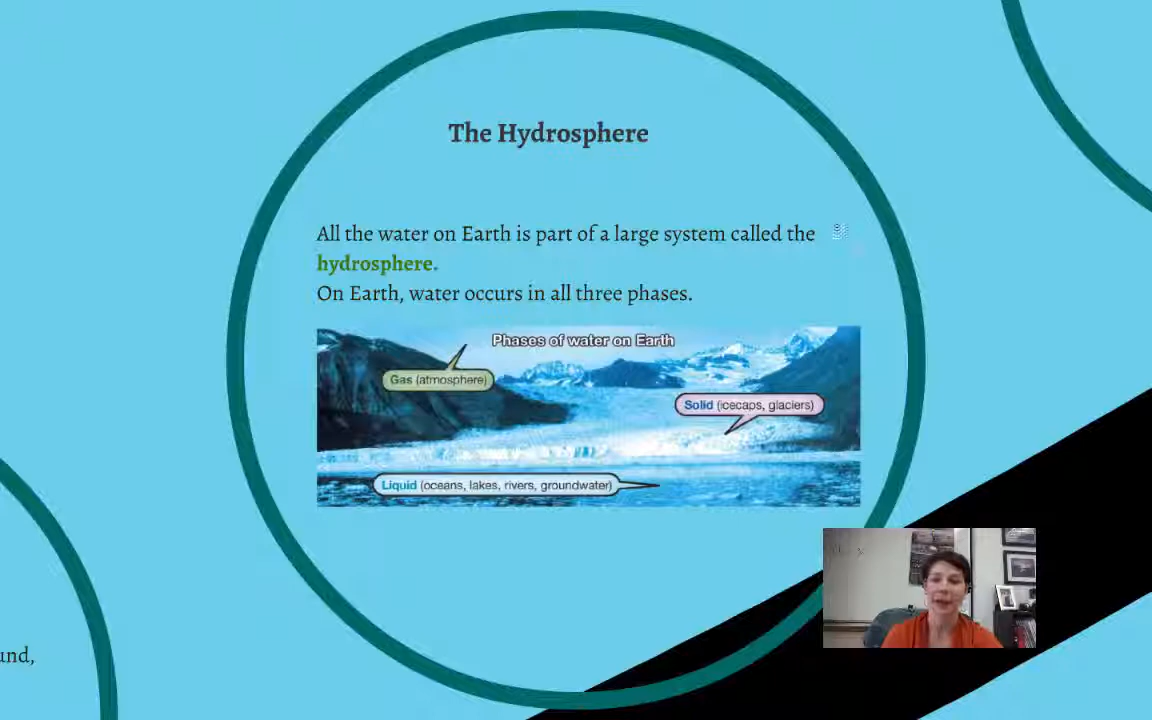 The Hydrosphere
All the water on Earth is part of a large system called the
hydrosphere.
On Earth, water occurs in all three phases.
Phases of water on Earth
Gas (atmosphere)
Solid (icecaps, glaciers)
Liquid (oceans, lakes, rivers, groundwater)
und,